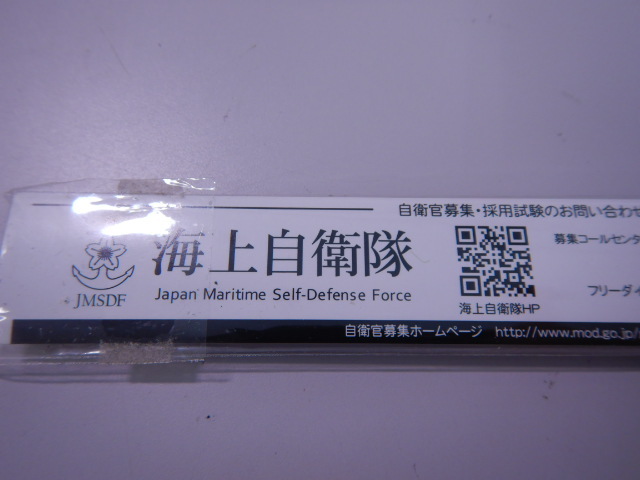 自衛官募集・採用試験のお問い合わせ
海上自衛隊
募集コールセンタ
Japan Maritime Self-Defense Force
フリーダイ
JMSDF
海上自衛隊HP
自衛官募集ホームページ http://www.mod.go.jp/